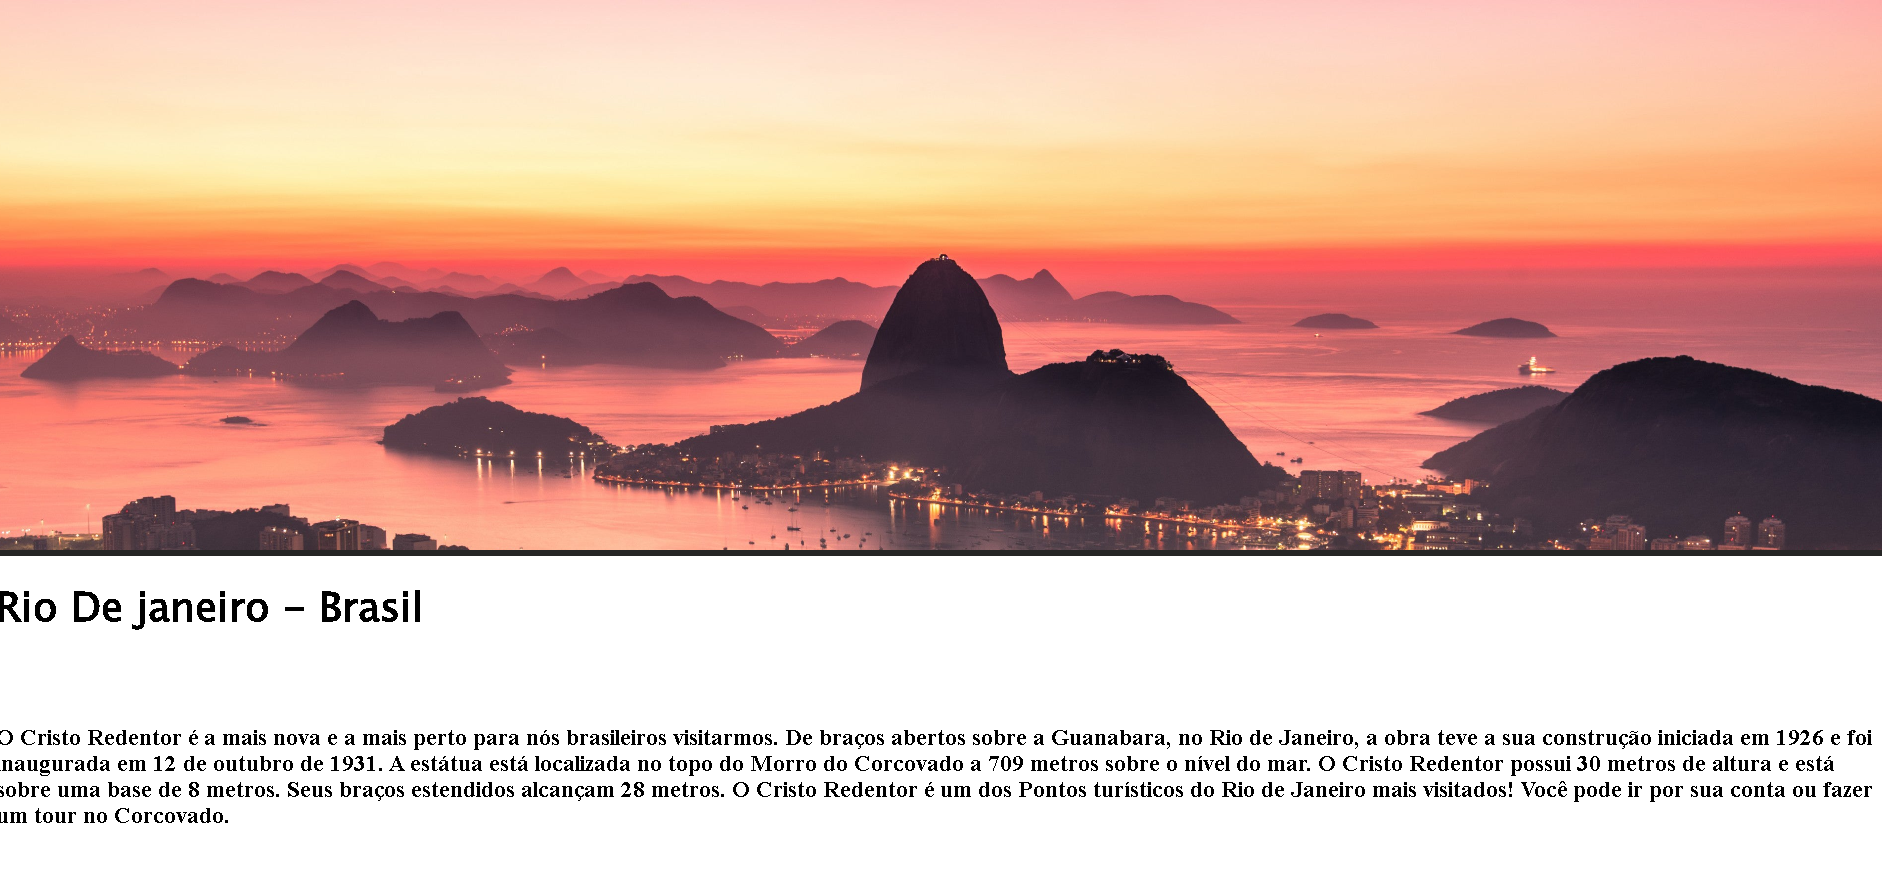 Rio De janeiro - Brasil
O Cristo Redentor é a mais nova e a mais perto para nós brasileiros visitarmos. De braços abertos sobre a Guanabara, no Rio de Janeiro, a obra teve a sua construção iniciada em 1926 e foi
inaugurada em 12 de outubro de 1931. A estátua está localizada no topo do Morro do Corcovado a 709 metros sobre o nível do mar. O Cristo Redentor possui 30 metros de altura e está
sobre uma base de 8 metros. Seus braços estendidos alcançam 28 metros. O Cristo Redentor é um dos Pontos turísticos do Rio de Janeiro mais visitados! Você pode ir por sua conta ou fazer
um tour no Corcovado.